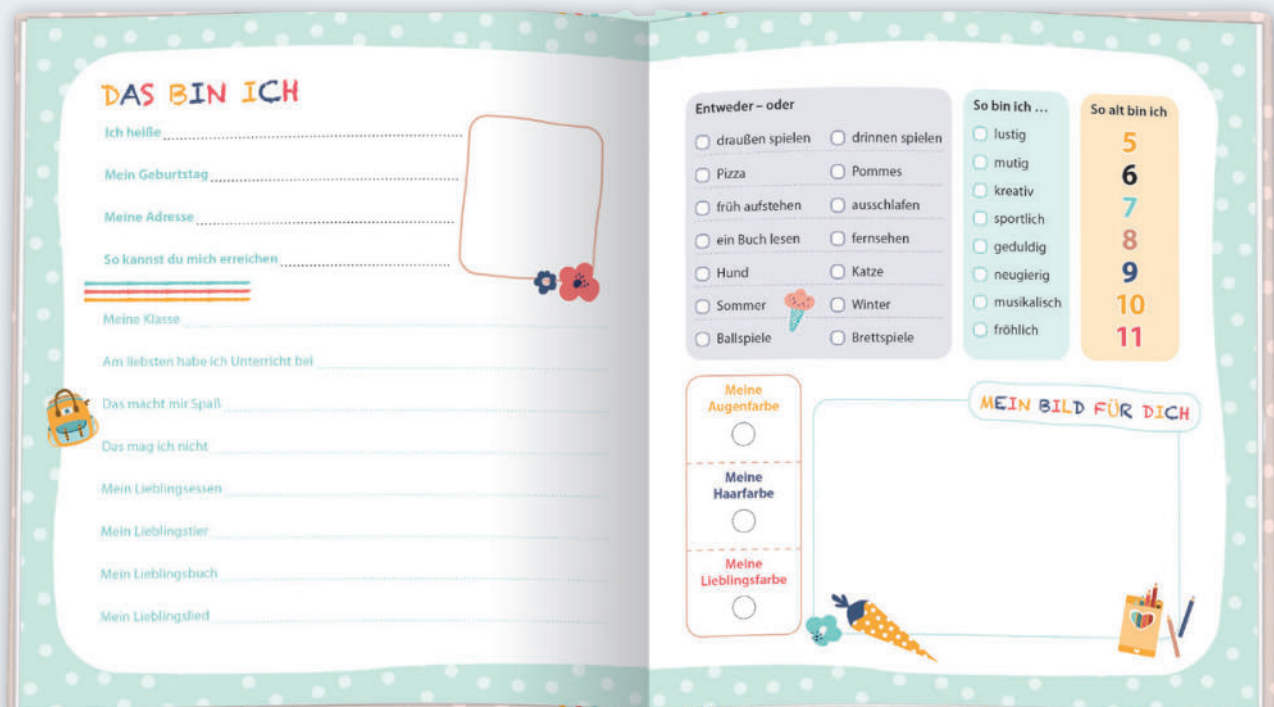 DAS BIN ICH
Ich heiße
Mein Geburtstag
Meine Adresse
So kannst du mich erreichen
Meine Klasse
Am liebsten habe ich Unterricht bei
Das macht mir Spaß
Das mag ich nicht
Mein Lieblingsessen
Mein Lieblingstier
Mein Lieblingsbuch
Mein Lieblingslied
Entweder – oder
draußen spielen drinnen spielen
Pizza Pommes
früh aufstehen ausschlafen
ein Buch lesen fernsehen
Hund Katze
Sommer Winter
Ballspiele Brettspiele
So bin ich ...
lustig
mutig
kreativ
sportlich
geduldig
neugierig
musikalisch
fröhlich
So alt bin ich
5
6
7
8
9
10
11
Meine
Augenfarbe
Meine
Haarfarbe
Meine
Lieblingsfarbe
MEIN BILD FÜR DICH